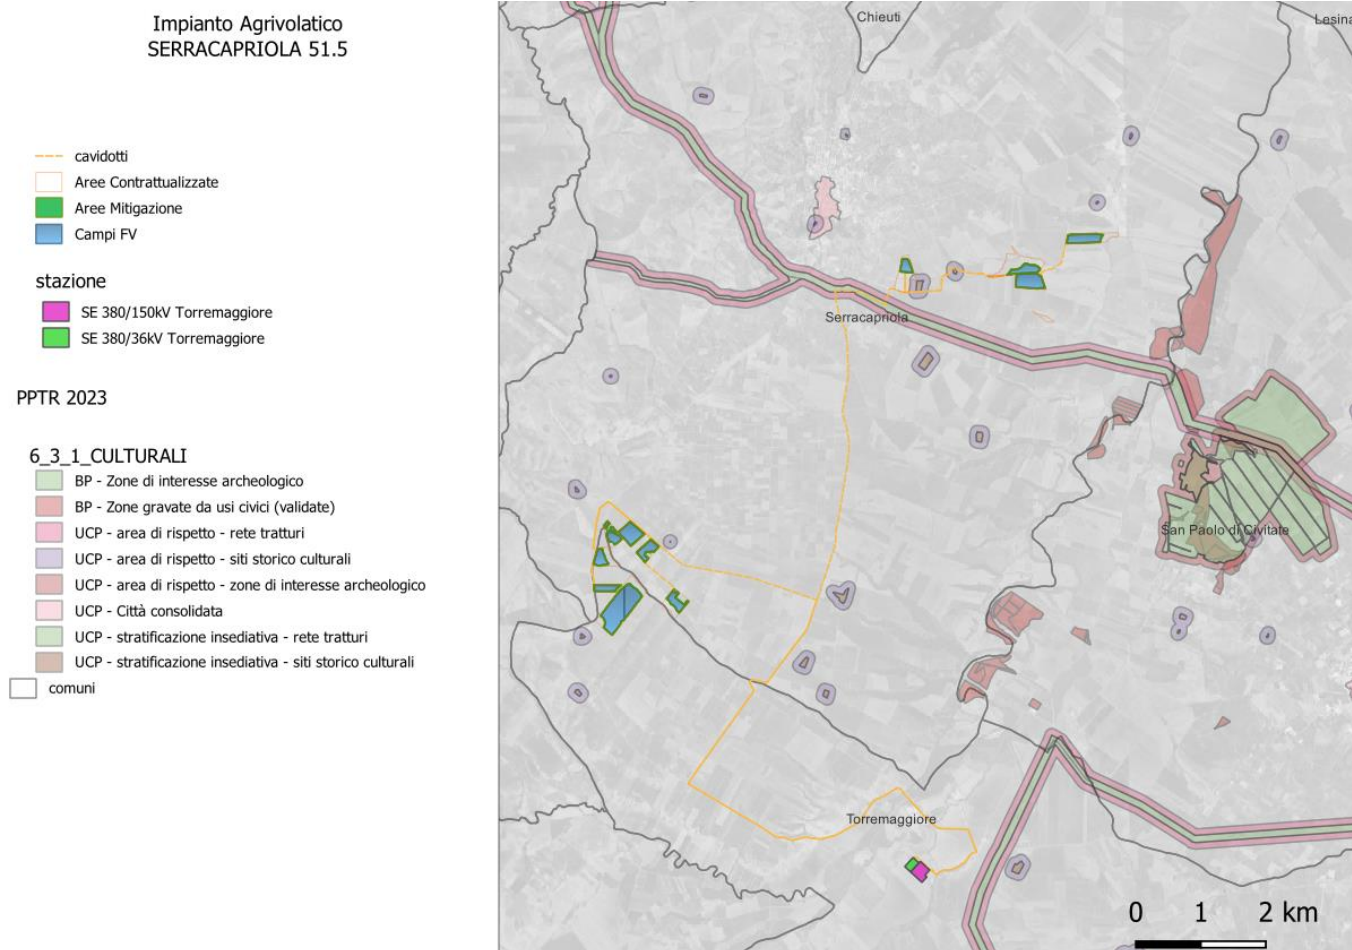 Impianto Agrivolatico
SERRACAPRIOLA 51.5
cavidotti
Aree Contrattualizzate
Aree Mitigazione
Campi FV
stazione
SE 380/150kV Torremaggiore
SE 380/36kV Torremaggiore
PPTR 2023
6_3_1_CULTURALI
BP - Zone di interesse archeologico
BP - Zone gravate da usi civici (validate)
UCP - area di rispetto - rete tratturi
UCP - area di rispetto - siti storico culturali
UCP - area di rispetto - zone di interesse archeologico
UCP - Città consolidata
UCP - stratificazione insediativa - rete tratturi
UCP - stratificazione insediativa - siti storico culturali
comuni
Chieuti
Lesina
Serracapriola
San Paolo di Civitate
Torremaggiore
0 1 2 km